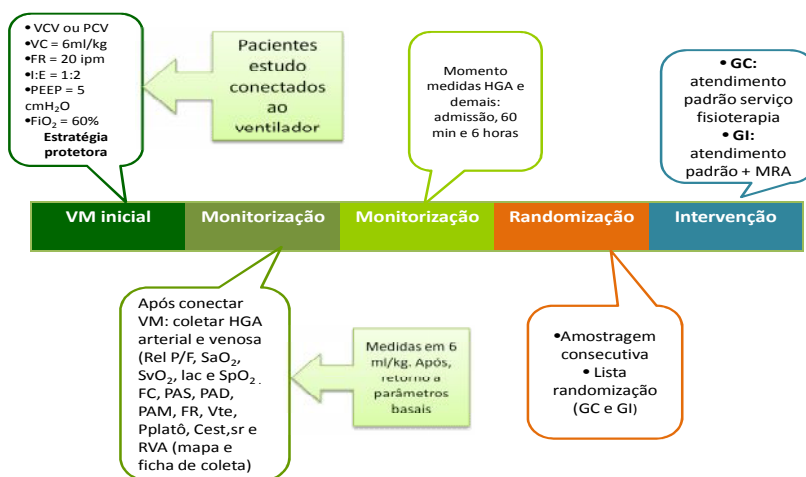 • VCV ou PCV
• VC = 6ml/kg
• FR = 20 ipm
• I:E = 1:2
• PEEP = 5
cmH₂O
• FiO₂ = 60%
Estratégia
protetora
Pacientes
estudo
conectados
ao
ventilador
Momento
medidas HGA e
demais:
admissão, 60
min e 6 horas
• GC:
atendimento
padrão serviço
fisioterapia
• GI:
atendimento
padrão + MRA
VM inicial
Monitorização
Monitorização
Randomização
Intervenção
Após conectar
VM: coletar HGA
arterial e venosa
(Rel P/F, SaO₂,
SvO₂, lac e SpO₂.
FC, PAS, PAD,
PAM, FR, Vte,
Pplatô, Cest,sr e
RVA (mapa e
ficha de coleta)
Medidas em 6
ml/kg. Após,
retorno a
parâmetros
basais
•Amostragem
consecutiva
• Lista
randomização
(GC e GI)